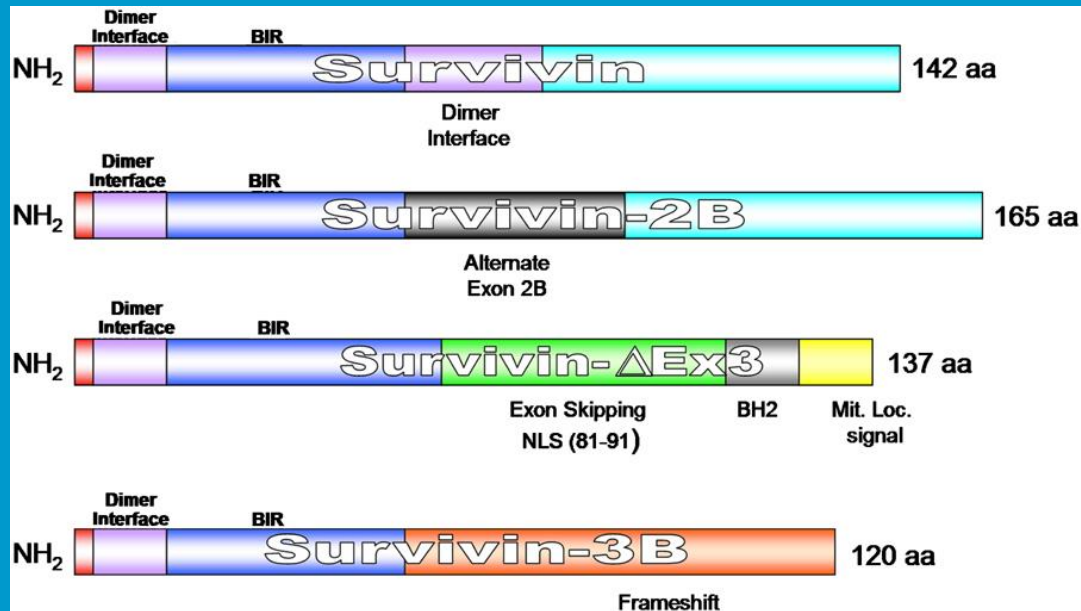 Dimer
Interface
BIR
NH2
Survivin
142 aa
Dimer
Interface
Dimer
Interface
BIR
NH2
Survivin-2B
165 aa
Alternate
Exon 2B
Dimer
Interface
BIR
NH2
Survivin-△Ex3
137 aa
Exon Skipping
NLS (81-91)
BH2
Mit. Loc.
signal
Dimer
Interface
BIR
NH2
Survivin-3B
120 aa
Frameshift